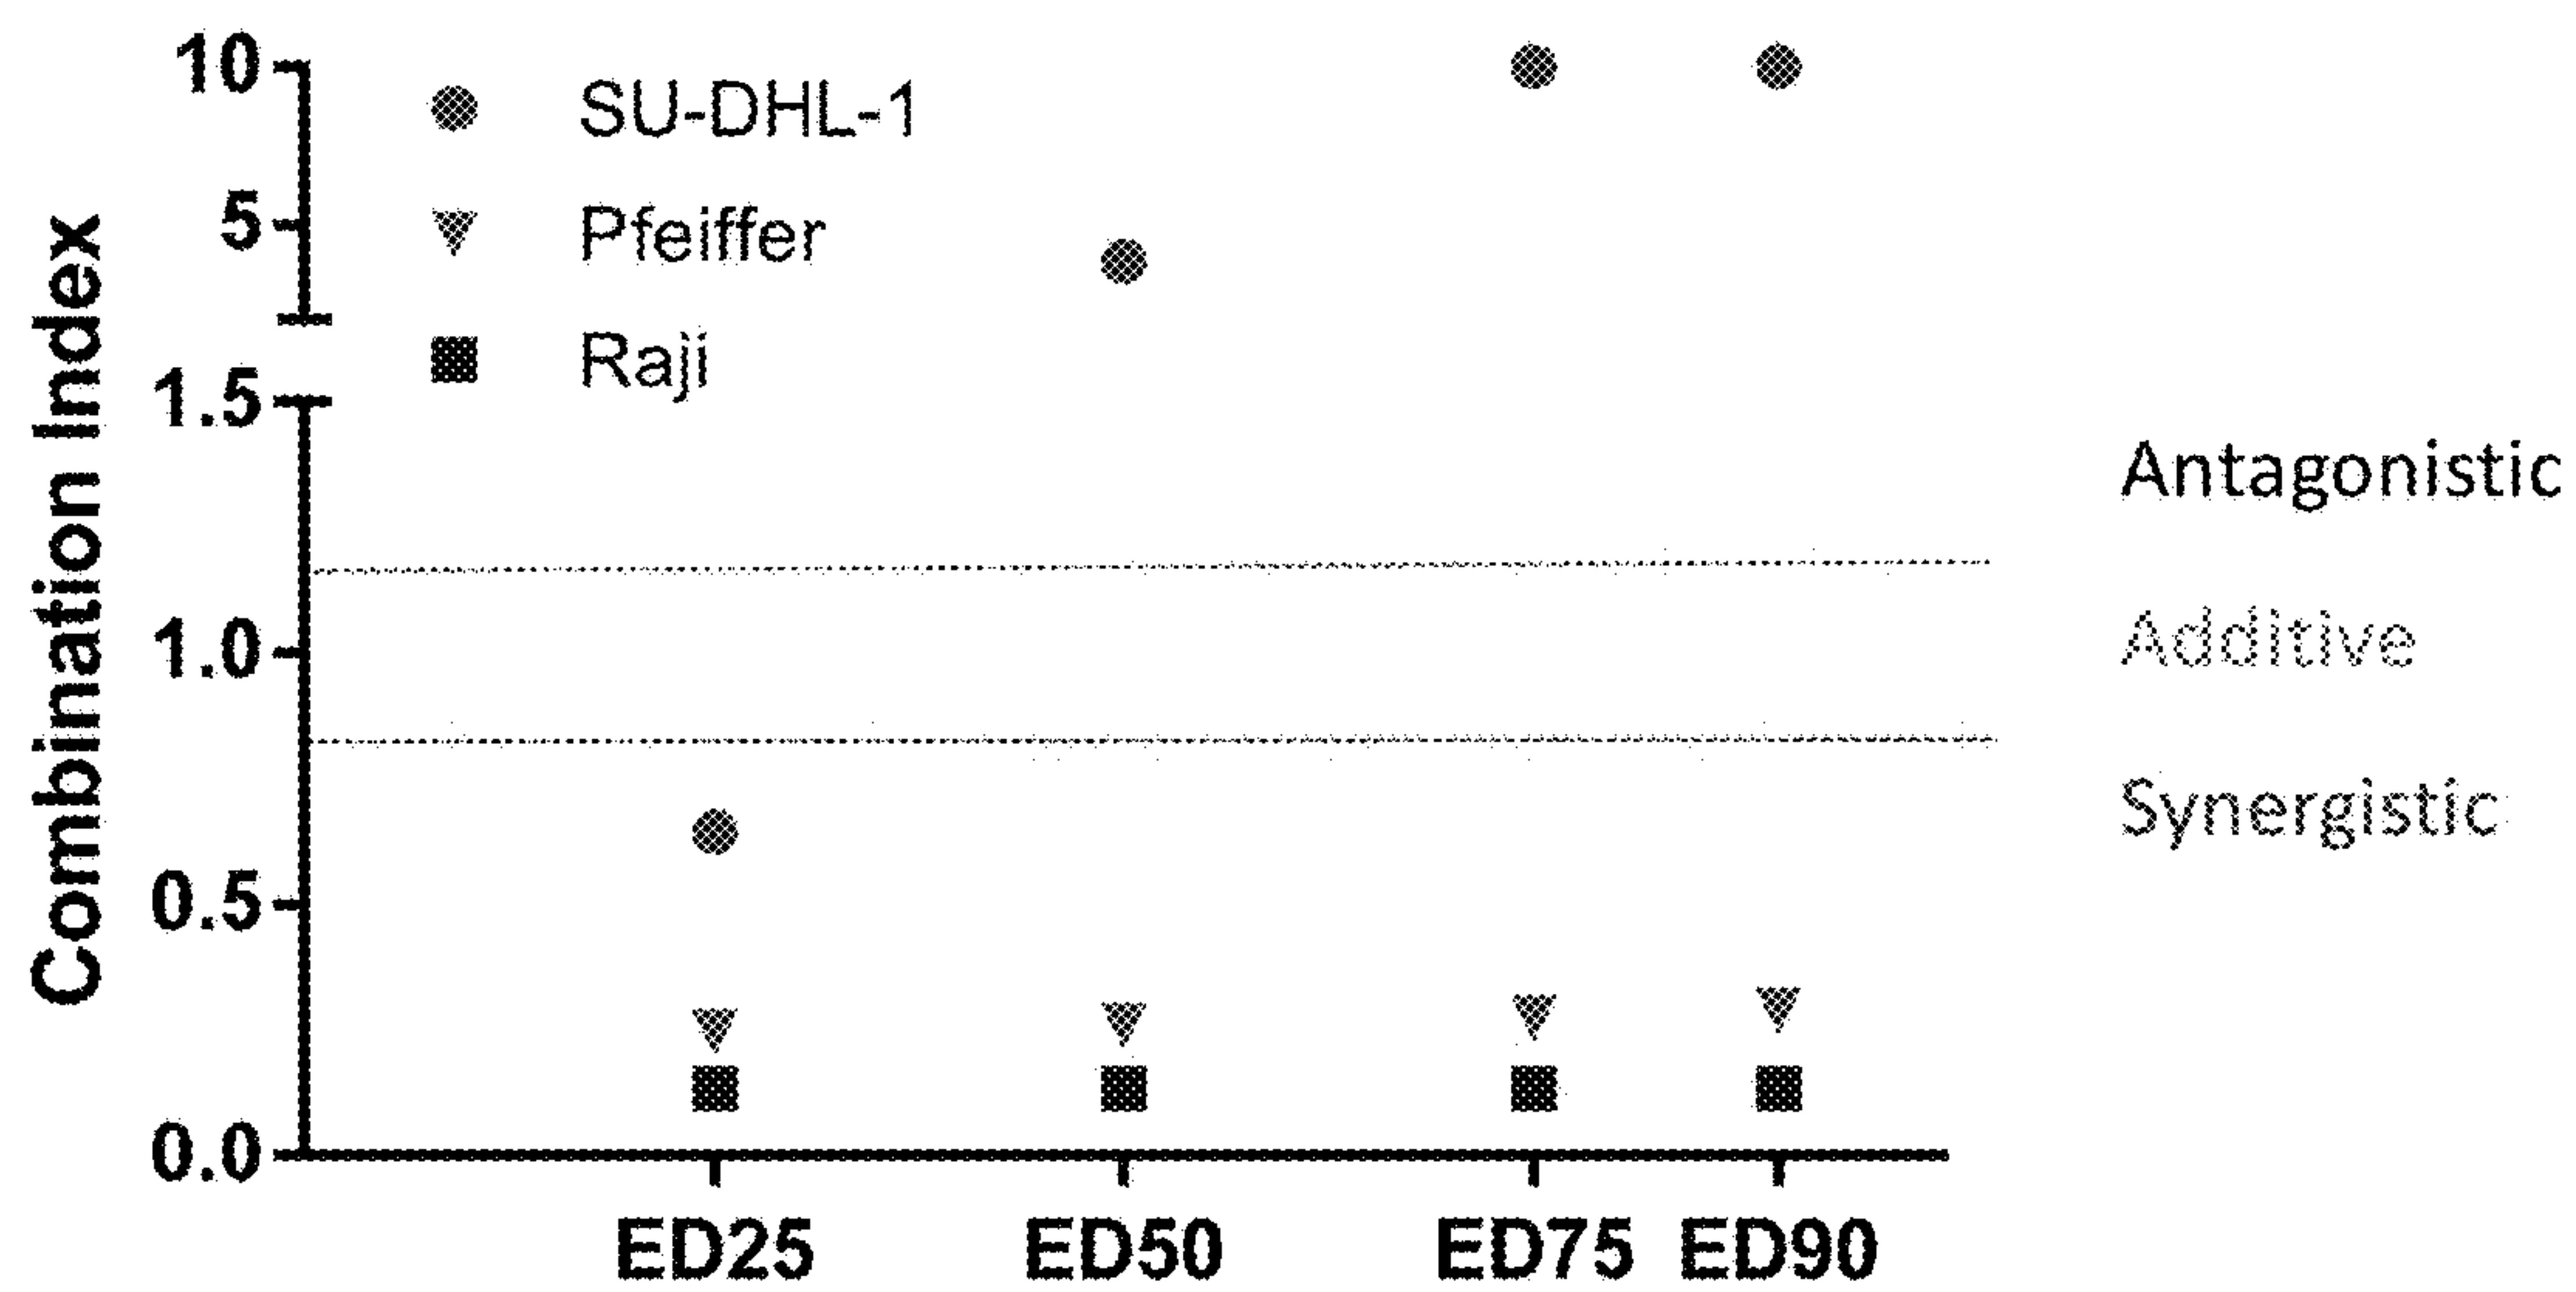 Combination Index
10
5
1.5
1.0
0.5
0.0
SU-DHL-1
Pfeiffer
Raji
Antagonistic
Additive
Synergistic
ED25 ED50 ED75 ED90